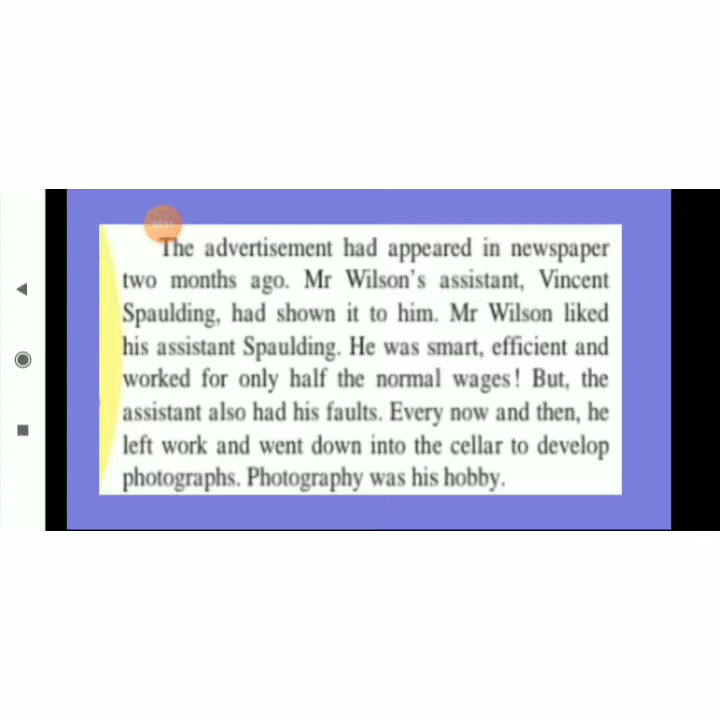 05:51
The advertisement had appeared in newspaper
two months ago. Mr Wilson's assistant, Vincent
Spaulding, had shown it to him. Mr Wilson liked
his assistant Spaulding. He was smart, efficient and
worked for only half the normal wages! But, the
assistant also had his faults. Every now and then, he
left work and went down into the cellar to develop
photographs. Photography was his hobby.